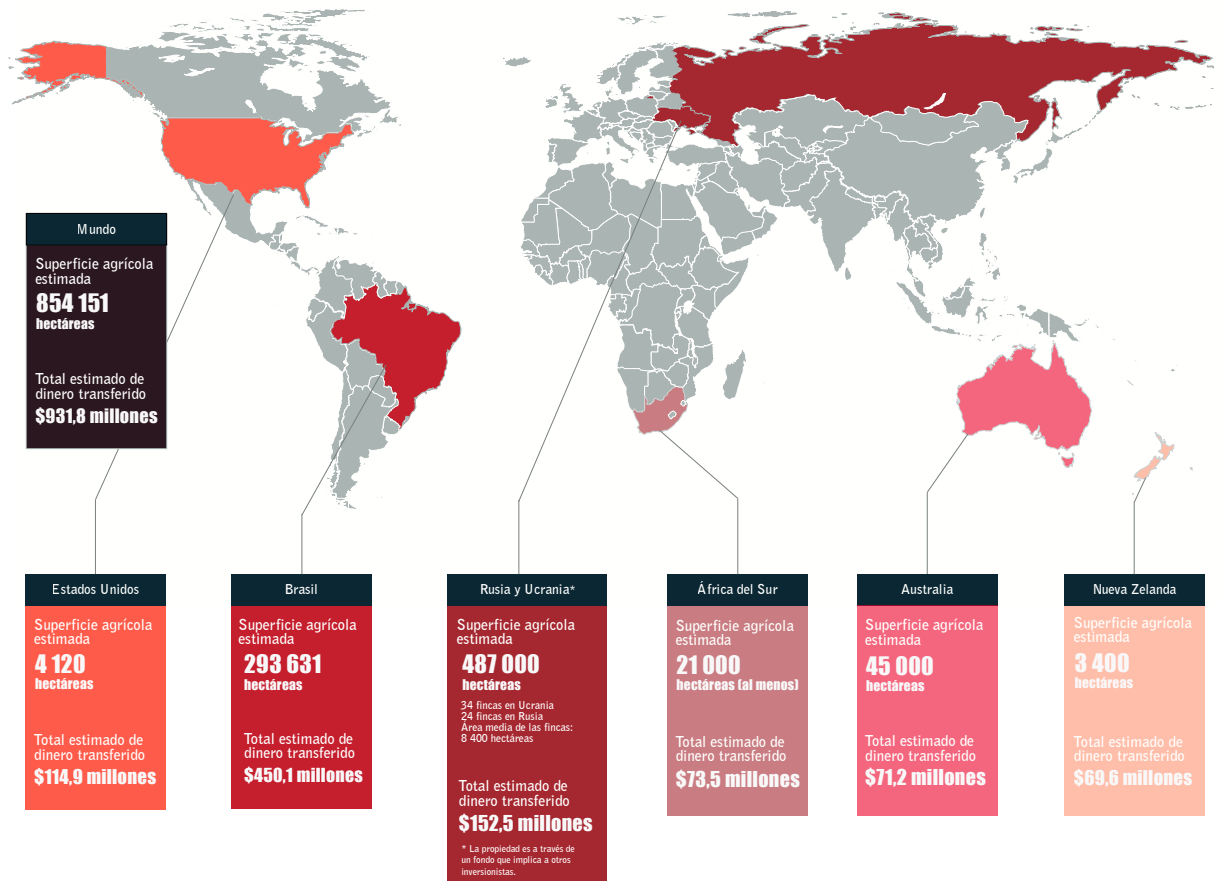 Mundo
Superficie agrícola
estimada
854 151
hectáreas
Total estimado de
dinero transferido
$931,8 millones
Estados Unidos
Superficie agrícola
estimada
4 120
hectáreas
Total estimado de
dinero transferido
$114,9 millones
Brasil
Superficie agrícola
estimada
293 631
hectáreas
Total estimado de
dinero transferido
$450,1 millones
Rusia y Ucrania*
Superficie agrícola
estimada
487 000
hectáreas
34 fincas en Ucrania
24 fincas en Rusia
Área media de las fincas:
8 400 hectáreas
Total estimado de
dinero transferido
$152,5 millones
* La propiedad es a través de
un fondo que implica a otros
inversionistas.
África del Sur
Superficie agrícola
estimada
21 000
hectáreas (al menos)
Total estimado de
dinero transferido
$73,5 millones
Australia
Superficie agrícola
estimada
45 000
hectáreas
Total estimado de
dinero transferido
$71,2 millones
Nueva Zelanda
Superficie agrícola
estimada
3 400
hectáreas
Total estimado de
dinero transferido
$69,6 millones